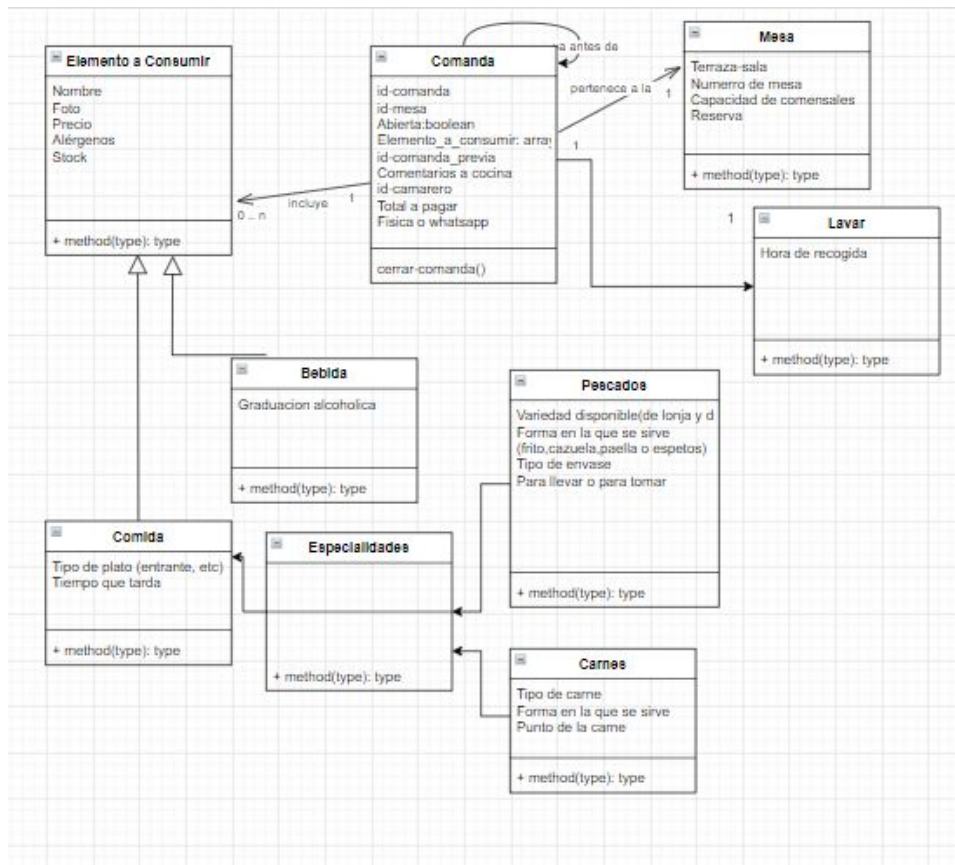 Elemento a Consumir
Nombre
Foto
Precio
Alérgenos
Stock
+ method(type): type
Comanda
id-comanda
id-mesa
Abierta:boolean
Elemento_a_consumir: array
id-comanda_previa
Comentarios a cocina
id-camarero
Total a pagar
Fisica o whatsapp
cerrar-comanda()
antes de
pertenece a la
1
1
incluye
1
0 .. n
Mesa
Terraza-sala
Numerro de mesa
Capacidad de comensales
Reserva
+ method(type): type
1
Lavar
Hora de recogida
+ method(type): type
Bebida
Graduacion alcoholica
+ method(type): type
Pescados
Variedad disponible(de lonja y d
Forma en la que se sirve
(frito,cazuela,paella o espetos)
Tipo de envase
Para llevar o para tomar
+ method(type): type
Comida
Tipo de plato (entrante, etc)
Tiempo que tarda
+ method(type): type
Especialidades
+ method(type): type
Carnes
Tipo de carne
Forma en la que se sirve
Punto de la carne
+ method(type): type